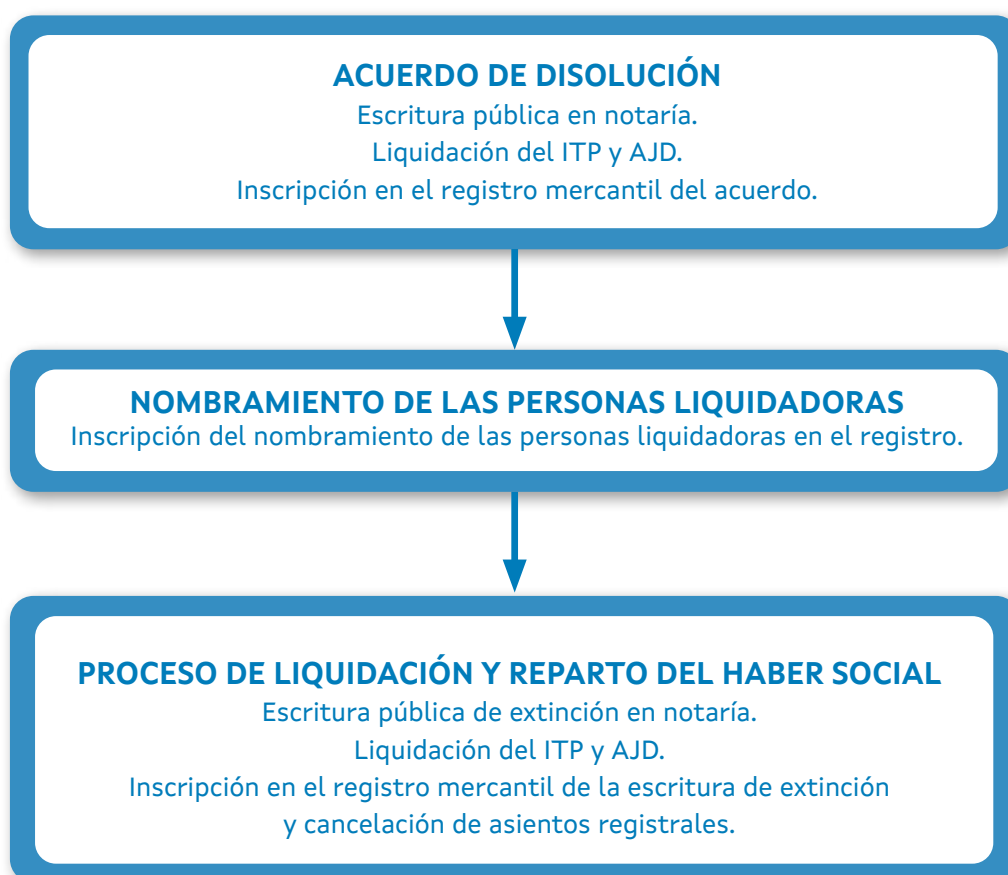 ACUERDO DE DISOLUCIÓN
Escritura pública en notaría.
Liquidación del ITP y AJD.
Inscripción en el registro mercantil del acuerdo.
NOMBRAMIENTO DE LAS PERSONAS LIQUIDADORAS
Inscripción del nombramiento de las personas liquidadoras en el registro.
PROCESO DE LIQUIDACIÓN Y REPARTO DEL HABER SOCIAL
Escritura pública de extinción en notaría.
Liquidación del ITP y AJD.
Inscripción en el registro mercantil de la escritura de extinción
y cancelación de asientos registrales.